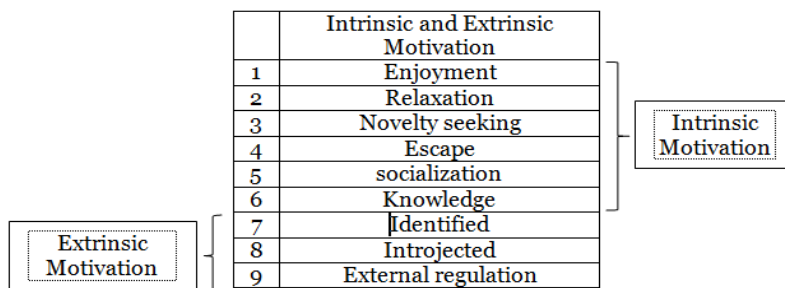 Intrinsic and Extrinsic
Motivation
1 Enjoyment
2 Relaxation
3 Novelty seeking
4 Escape
5 socialization
6 Knowledge
7 Identified
8 Introjected
9 External regulation
Intrinsic
Motivation
Extrinsic
Motivation